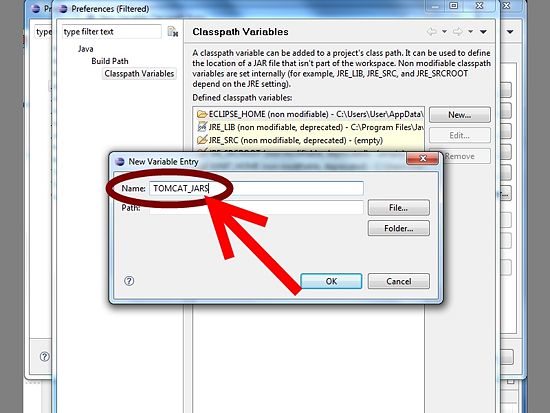 Preferences (Filtered)
Preferences (Filtered)
type
type filter text
Java
Build Path
Classpath Variables
Classpath Variables
A classpath variable can be added to a project's class path. It can be used to define
the location of a JAR file that isn't part of the workspace. Non modifiable classpath
variables are set internally (for example, JRE_LIB, JRE_SRC, and JRE_SRCROOT
depend on the JRE setting).
Defined classpath variables:
ECLIPSE_HOME (non modifiable) - C:\Users\User\AppData\
JRE_LIB (non modifiable, deprecated) - C:\Program Files\Jav
JRE_SRC (non modifiable, deprecated) - (empty)
New...
Edit...
Remove
New Variable Entry
Name: TOMCAT_JARS
Path:
File...
Folder...
OK
Cancel